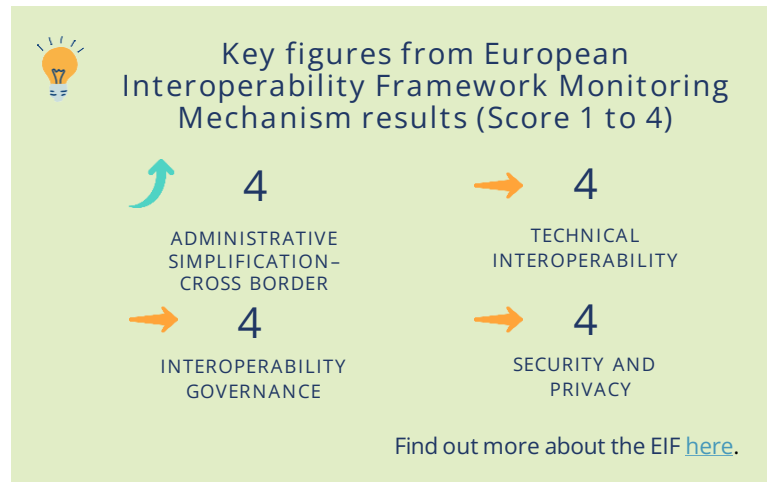 Key figures from European
Interoperability Framework Monitoring
Mechanism results (Score 1 to 4)
4
ADMINISTRATIVE
SIMPLIFICATION–
CROSS BORDER
4
TECHNICAL
INTEROPERABILITY
4
INTEROPERABILITY
GOVERNANCE
4
SECURITY AND
PRIVACY
Find out more about the EIF here.